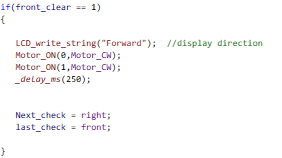 if(front_clear == 1)
{
LCD_write_string("Forward");  //display direction
Motor_ON(0,Motor_CW);
Motor_ON(1,Motor_CW);
_delay_ms(250);
Next_check = right;
last_check = front;
}